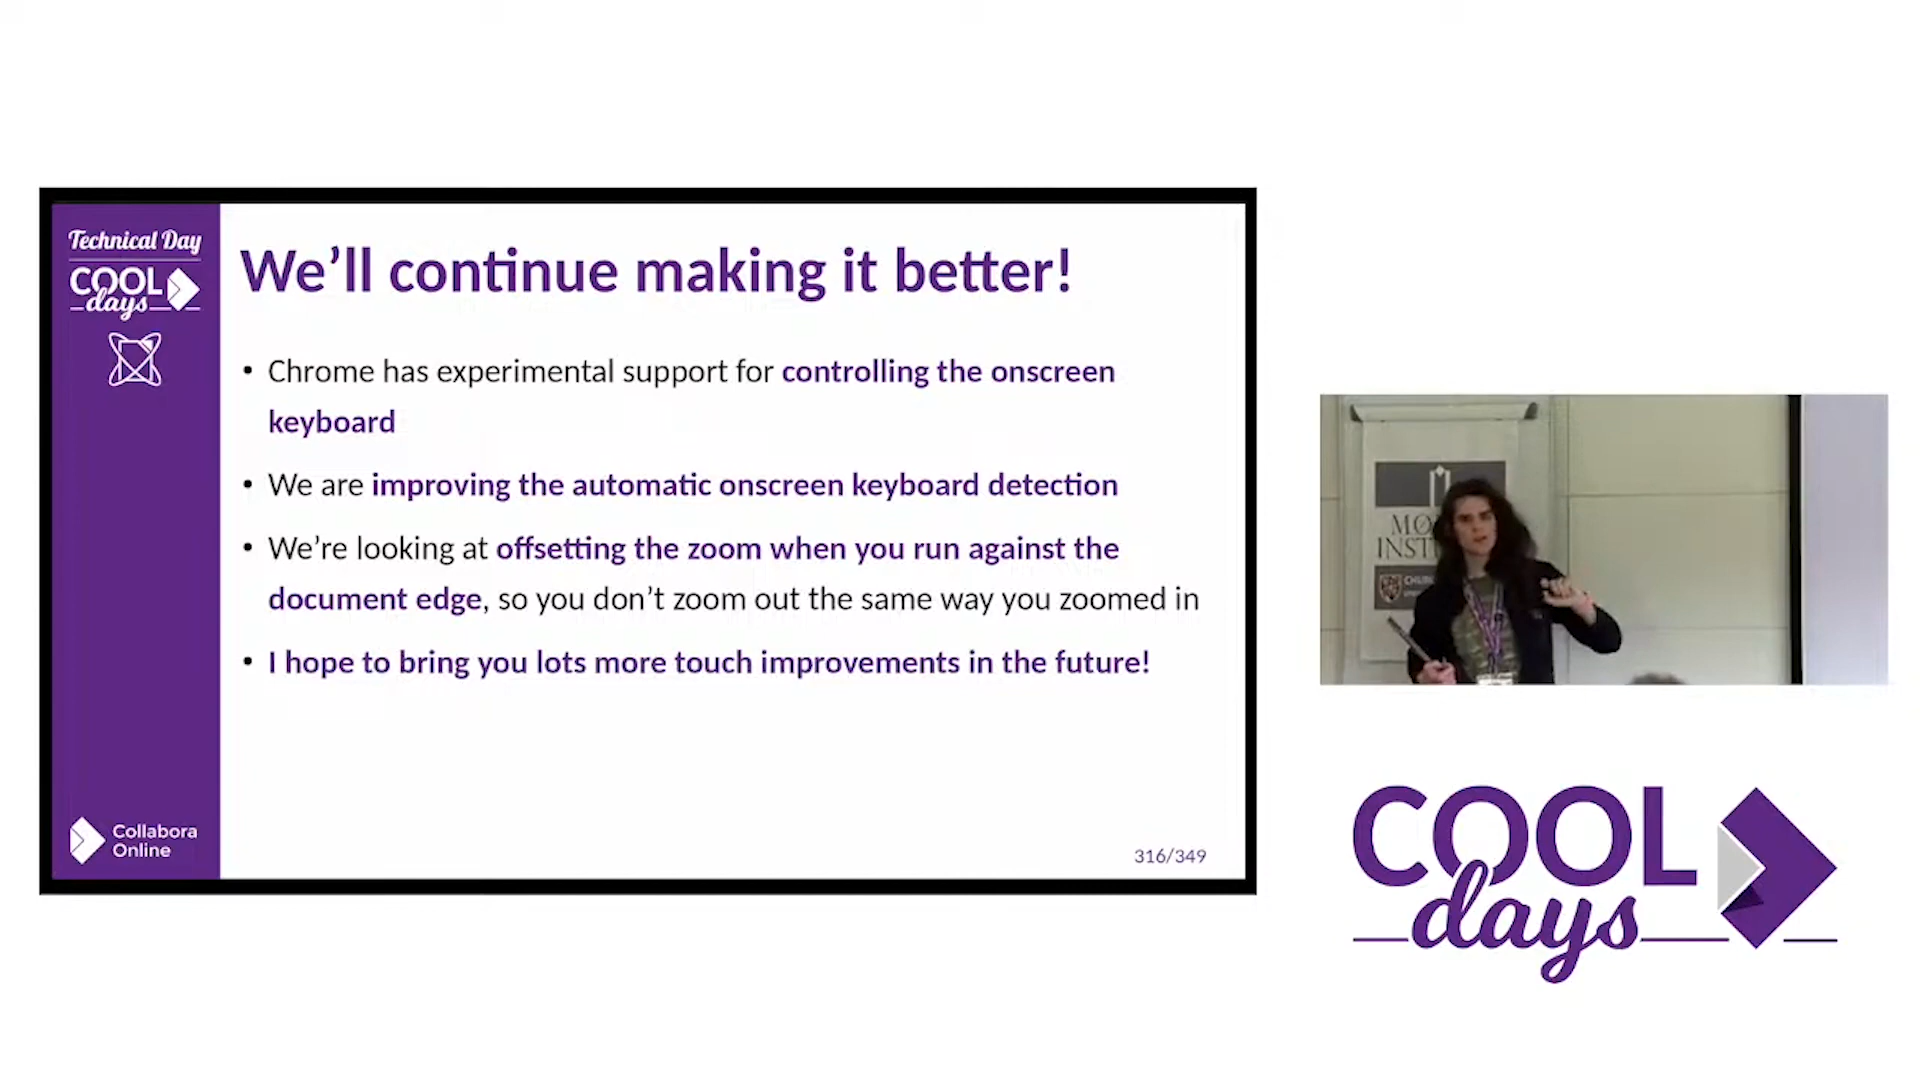 Technical Day
COOL
days
We’ll continue making it better!
• Chrome has experimental support for controlling the onscreen
keyboard
• We are improving the automatic onscreen keyboard detection
• We’re looking at offsetting the zoom when you run against the
document edge, so you don’t zoom out the same way you zoomed in
• I hope to bring you lots more touch improvements in the future!
Collabora
Online
316/349
COOL
days